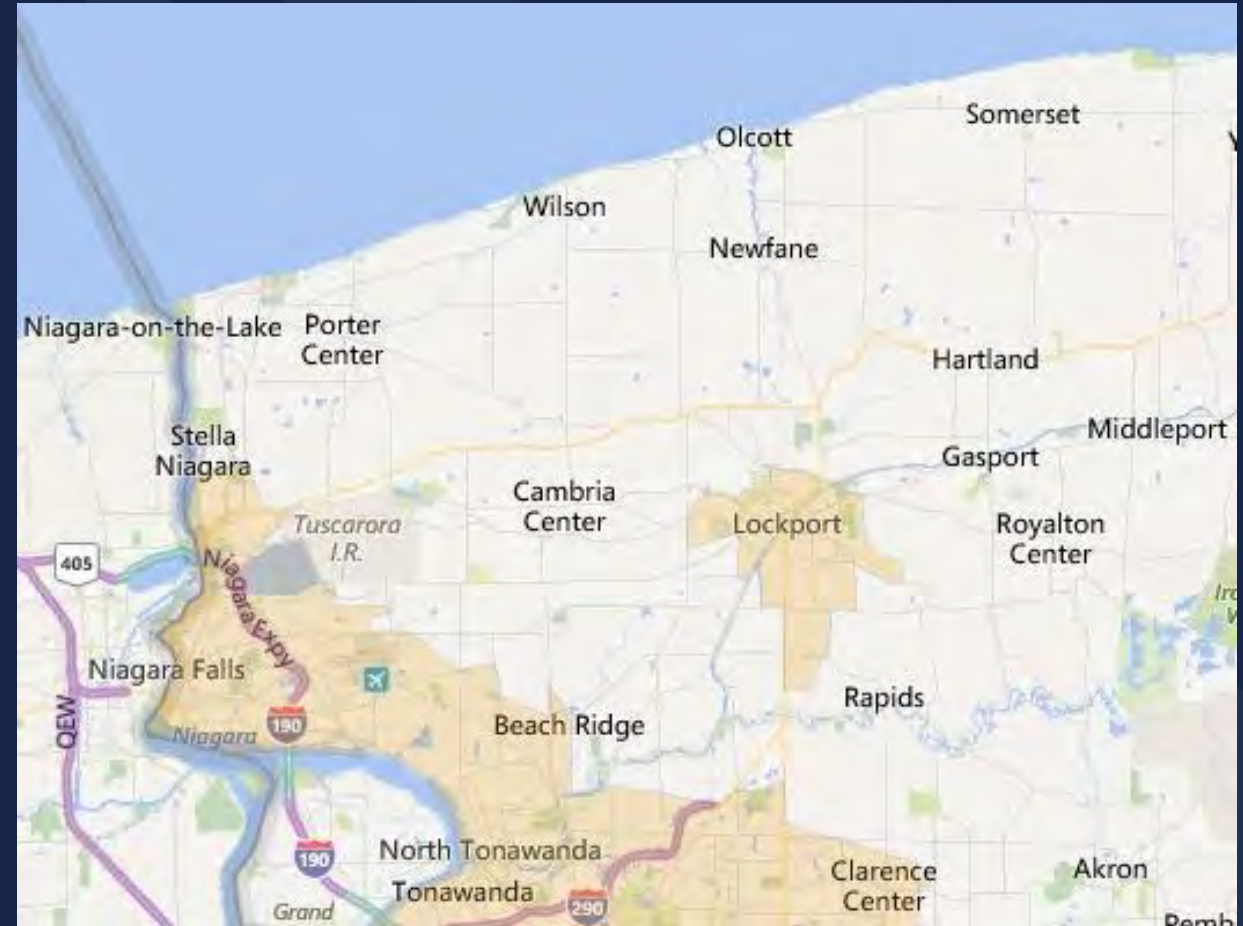 Somerset
Olcott
Wilson
Newfane
Niagara-on-the-Lake
Porter
Center
Hartland
Middleport
Stella
Niagara
Gasport
Cambria
Center
Tuscarora
I.R.
Lockport
Royalton
Center
405
Niagara Expy
Niagara Falls
QEW
190
Niagara
Beach Ridge
Rapids
190
North Tonawanda
Tonawanda
290
Grand
Clarence
Center
Akron